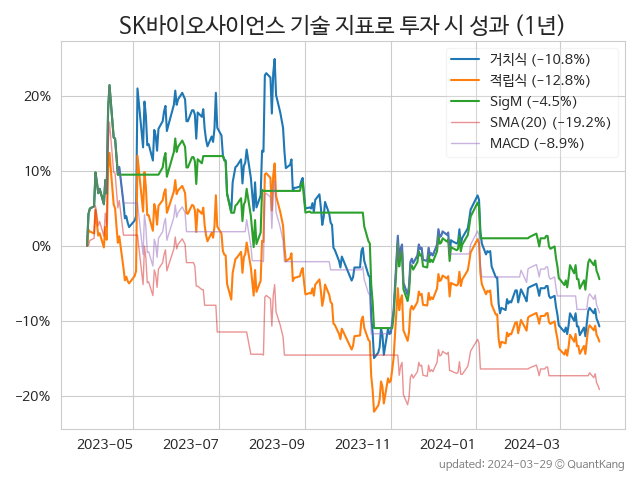 SK바이오사이언스 기술 지표로 투자 시 성과 (1년)
거치식 (−10.8%)
적립식 (−12.8%)
SigM (−4.5%)
SMA(20) (−19.2%)
MACD (−8.9%)
20%
10%
0%
−10%
−20%
2023-05 2023-07 2023-09 2023-11 2024-01 2024-03
updated: 2024-03-29 © QuantKang